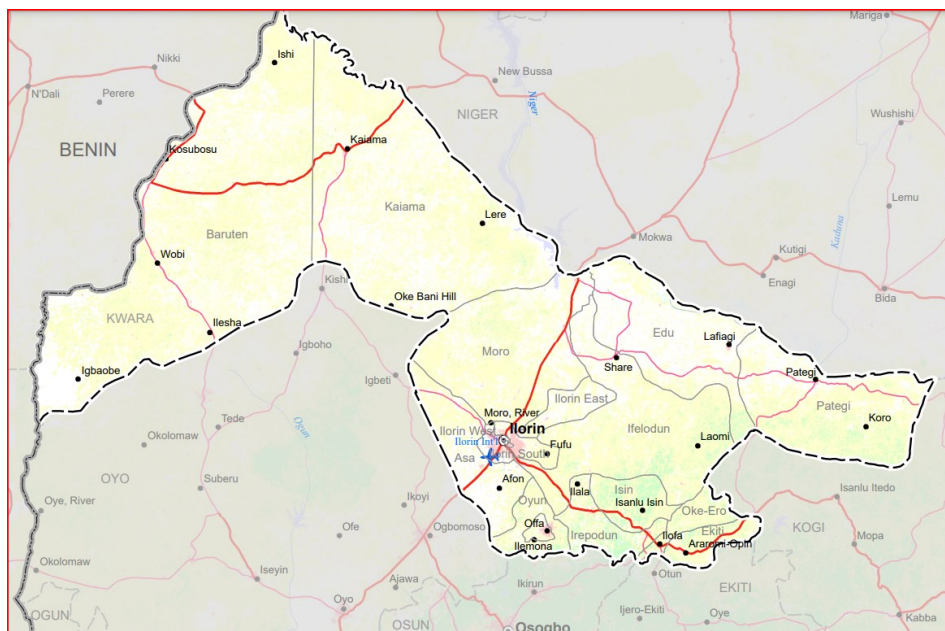 Mariga
Ishi
Nikki
New Bussa
N'Dali
Perere
Niger
NIGER
Wushishi
BENIN
Kosubosu
Kaiama
Kaiama
Lemu
Lere
Baruten
Kaduna
Mokwa
Kutigi
Wobi
Enagi
Kishi
Bida
Oke Bani Hill
KWARA
Ilesha
Edu
Lafiagi
Igboho
Moro
Share
Igbaobe
Igbeti
Pategi
Ilorin East
Pategi
Moro, River
Tede
Ogun
Ilorin West
Ilorin
Ifelodun
Koro
Okolomaw
Ilorin Int'l
Laomi
Asa
Ilorin South
Fufu
OYO
Suberu
Afon
Ilala
Isin
Isanlu Itedo
Oye, River
Ikoyi
Oyun
Isanlu Isin
Oke-Ero
Offa
Ekiti
KOGI
Ofe
Ogbomoso
Irepodun
Ilofa
Mopa
Ilemona
Araromi-Opin
Okolomaw
Iseyin
Ajawa
Ikirun
Otun
EKITI
Oyo
Ijero-Ekiti
Oye
Kabba
OGUN
OSUN
Osogbo